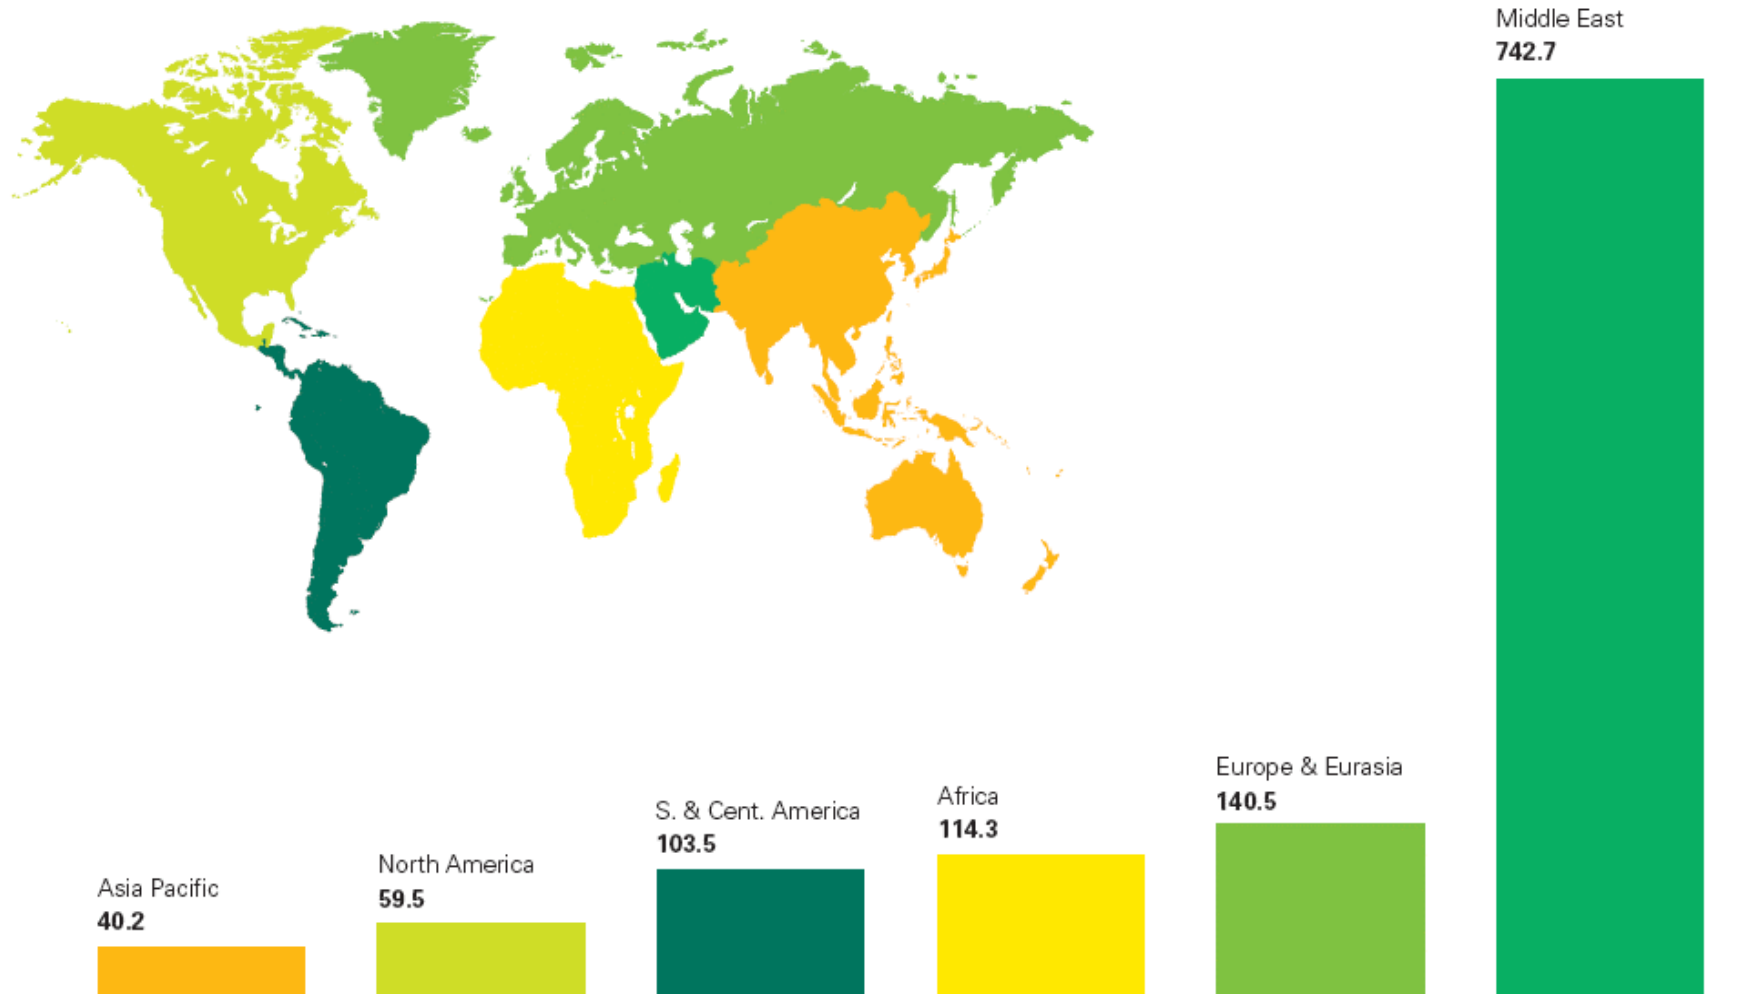 Middle East
742.7
Europe & Eurasia
140.5
Africa
114.3
S. & Cent. America
103.5
North America
59.5
Asia Pacific
40.2